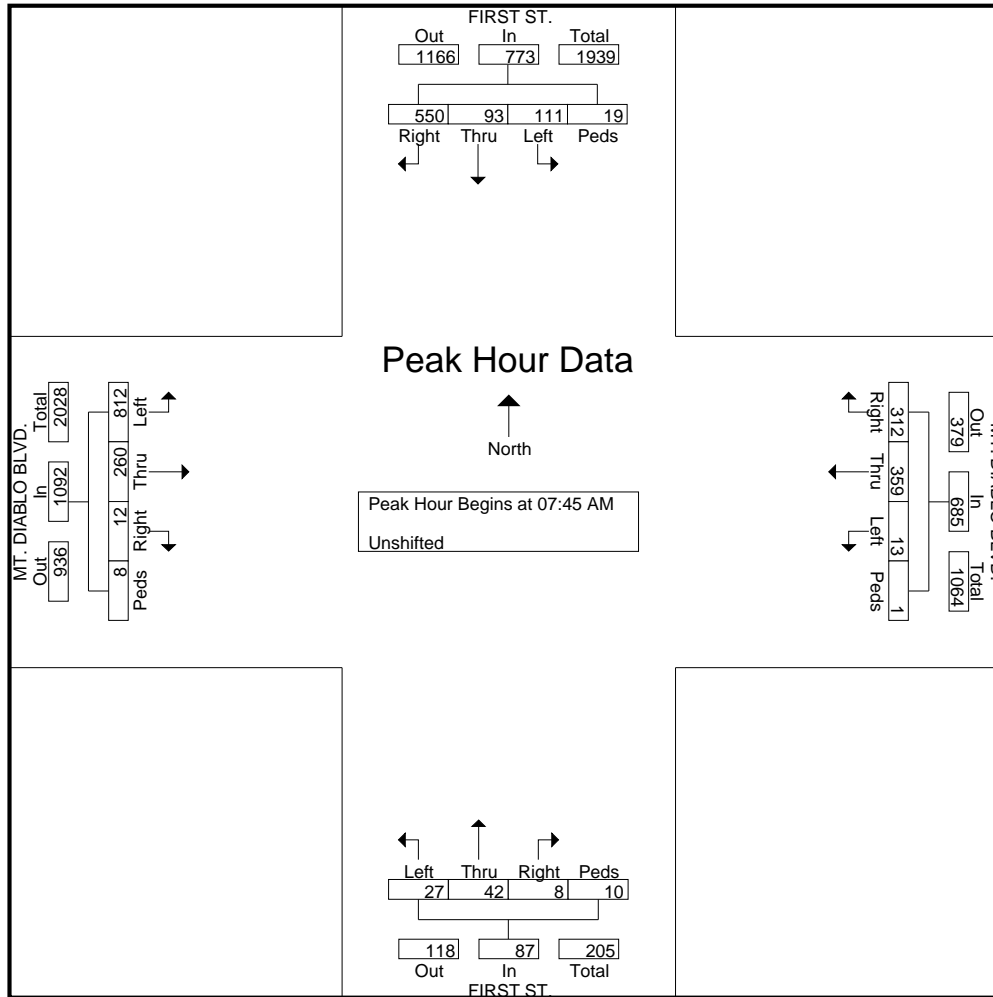 FIRST ST.
Out In Total
1166 773 1939
550 93 111 19
Right Thru Left Peds
Peak Hour Data
North
Peak Hour Begins at 07:45 AM
Unshifted
MT. DIABLO BLVD.
Out In Total
936 1092 2028
812 260 12 8
Left Thru Right Peds
Out In Total
379 685 1064
312 359 13 1
Right Thru Left Peds
Left Thru Right Peds
27 42 8 10
118 87 205
Out In Total
FIRST ST.